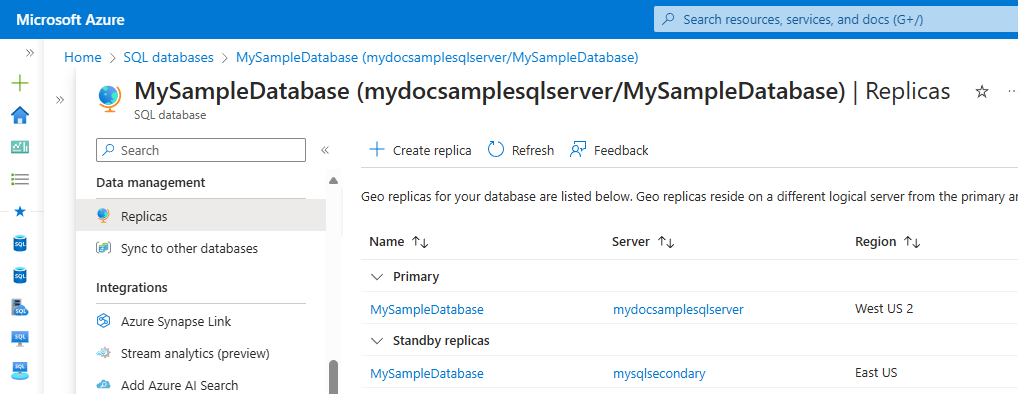 Microsoft Azure
Search resources, services, and docs (G+/)
Home > SQL databases > MySampleDatabase (mydocsamplesqlserver/MySampleDatabase)
MySampleDatabase (mydocsamplesqlserver/MySampleDatabase) | Replicas
SQL database
Search
Create replica Refresh Feedback
Data management
Replicas
Sync to other databases
Integrations
Azure Synapse Link
Stream analytics (preview)
Add Azure AI Search
Geo replicas for your database are listed below. Geo replicas reside on a different logical server from the primary
Name Server Region
Primary
MySampleDatabase mydocsamplesqlserver West US 2
Standby replicas
MySampleDatabase mysqlsecondary East US